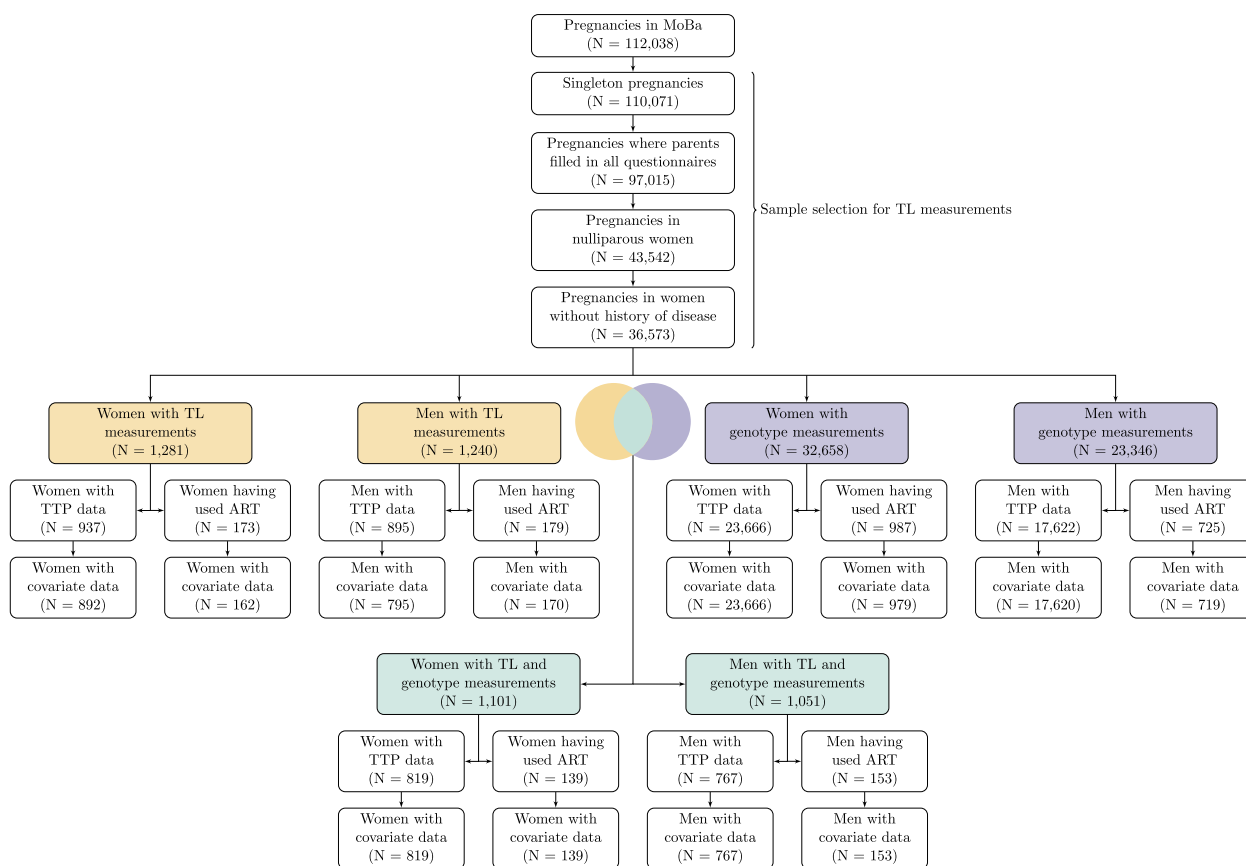 Pregnancies in MoBa
(N = 112,038)
Singleton pregnancies
(N = 110,071)
Pregnancies where parents
filled in all questionnaires
(N = 97,015)
Sample selection for TL measurements
Pregnancies in
nulliparous women
(N = 43,542)
Pregnancies in women
without history of disease
(N = 36,573)
Women with TL
measurements
(N = 1,281)
Men with TL
measurements
(N = 1,240)
Women with
genotype measurements
(N = 32,658)
Men with
genotype measurements
(N = 23,346)
Women with
TTP data
(N = 937)
Women having
used ART
(N = 173)
Men with
TTP data
(N = 895)
Men having
used ART
(N = 179)
Women with
TTP data
(N = 23,666)
Women having
used ART
(N = 987)
Men with
TTP data
(N = 17,622)
Men having
used ART
(N = 725)
Women with
covariate data
(N = 892)
Women with
covariate data
(N = 162)
Men with
covariate data
(N = 795)
Men with
covariate data
(N = 170)
Women with
covariate data
(N = 23,666)
Women with
covariate data
(N = 979)
Men with
covariate data
(N = 17,620)
Men with
covariate data
(N = 719)
Women with TL and
genotype measurements
(N = 1,101)
Men with TL and
genotype measurements
(N = 1,051)
Women with
TTP data
(N = 819)
Women having
used ART
(N = 139)
Men with
TTP data
(N = 767)
Men having
used ART
(N = 153)
Women with
covariate data
(N = 819)
Women with
covariate data
(N = 139)
Men with
covariate data
(N = 767)
Men with
covariate data
(N = 153)